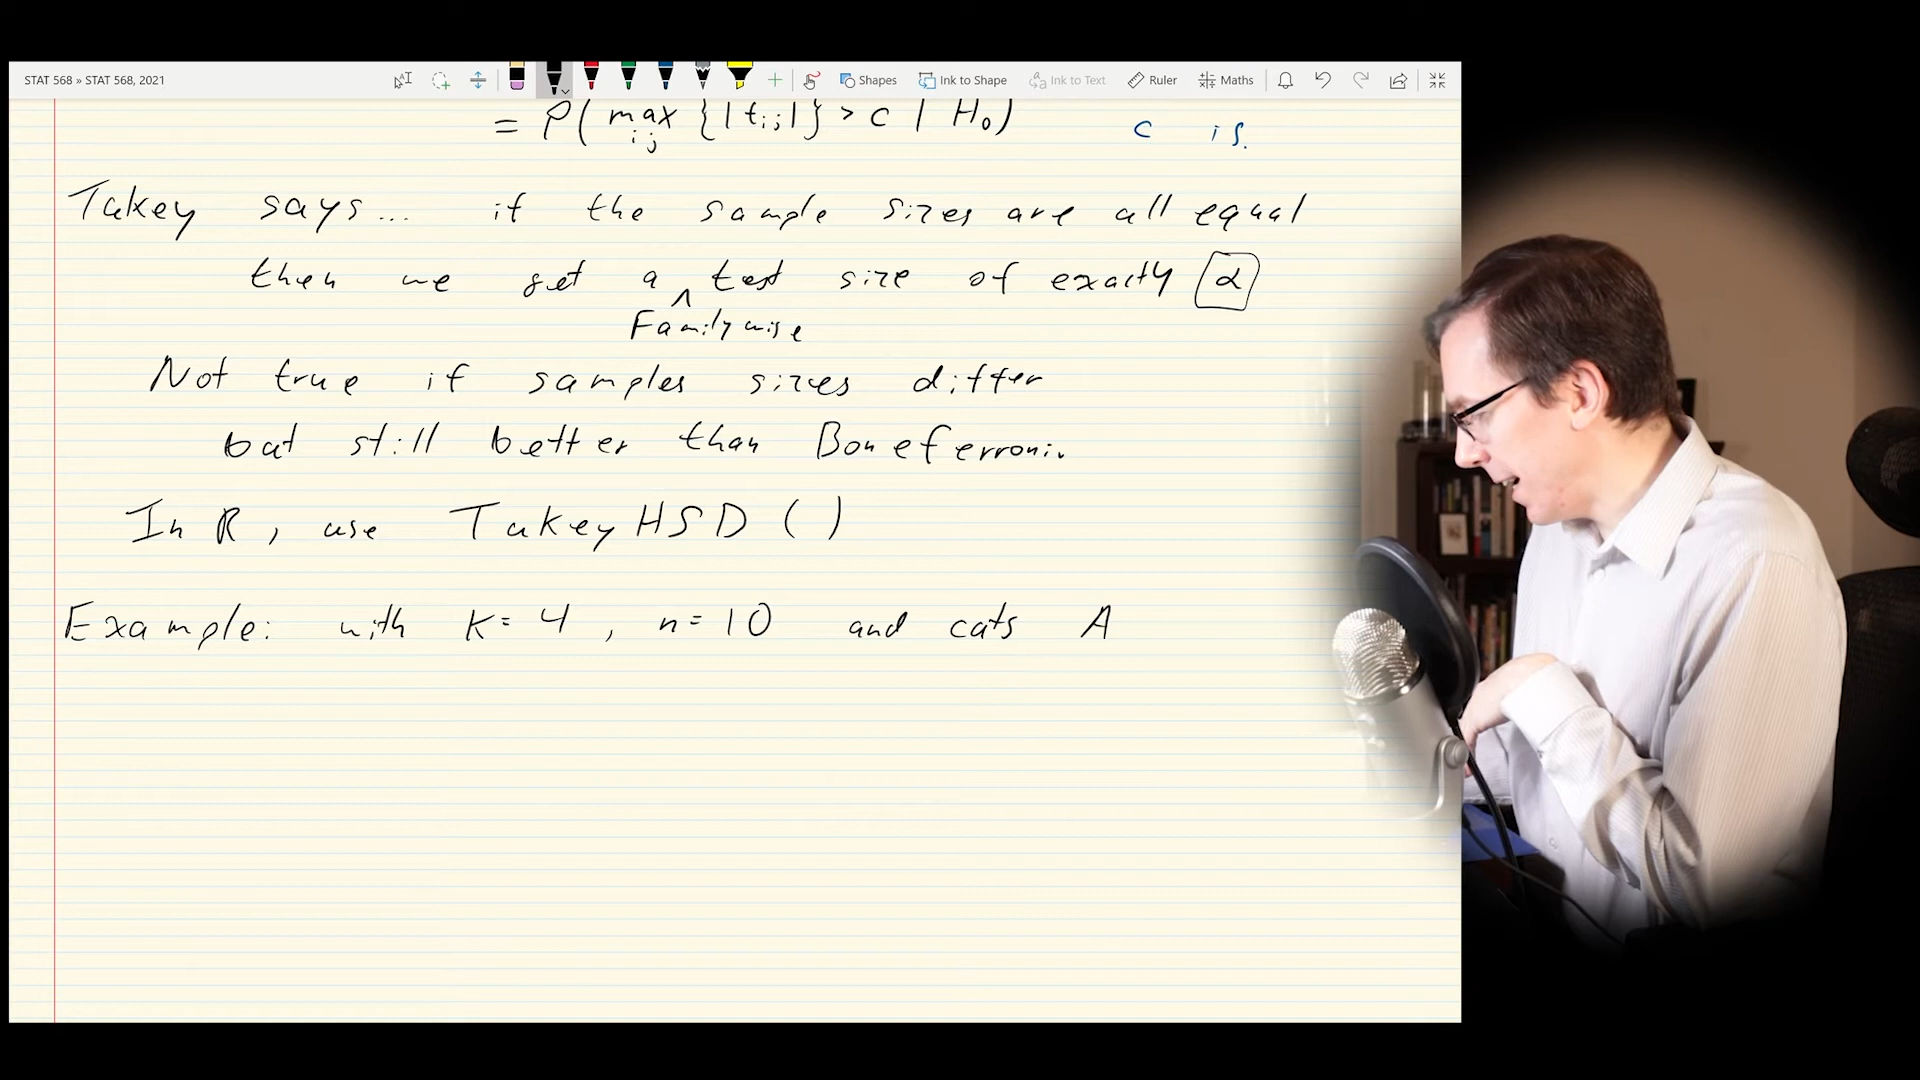 STAT 568 » STAT 568, 2021 Shapes Ink to Shape Ink to Text Ruler Maths
= P( max {|tij|} > c | H0) c is.
ij
Tukey says... if the sample sizes are all equal
then we get a ^ test size of exactly α
Familywise
Not true if samples sizes differ
but still better than Boneferroni.
In R, use TukeyHSD ( )
Example: with k=4, n=10 and cats A